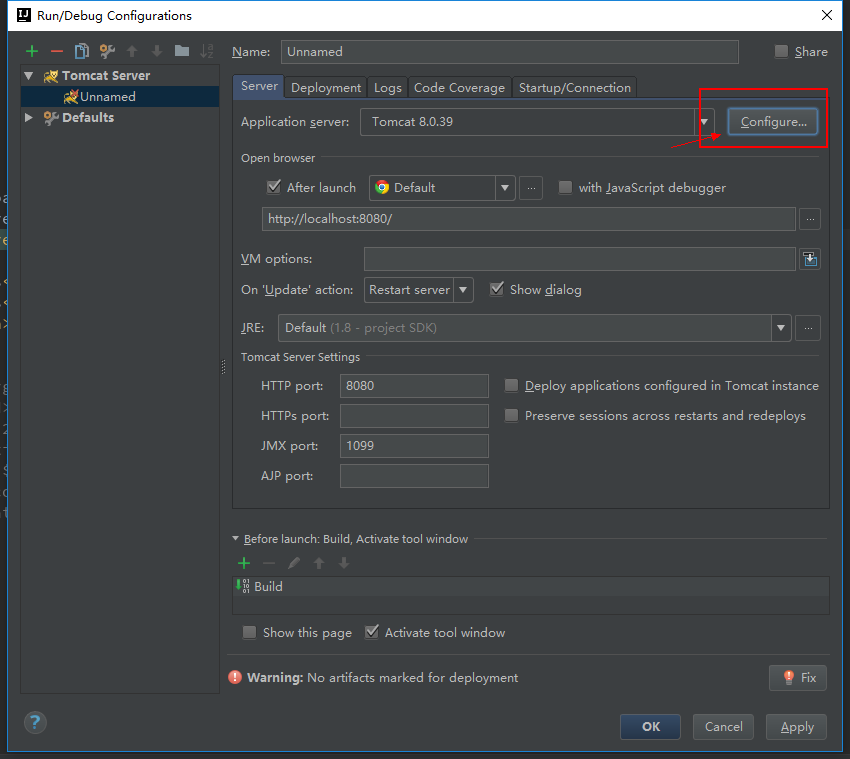 Run/Debug Configurations
Name: Unnamed Share
Tomcat Server
Unnamed
Defaults
Server Deployment Logs Code Coverage Startup/Connection
Application server: Tomcat 8.0.39 Configure...
Open browser
After launch Default ... with JavaScript debugger
http://localhost:8080/ ...
VM options:
On 'Update' action: Restart server Show dialog
JRE: Default (1.8 - project SDK) ...
Tomcat Server Settings
HTTP port: 8080 Deploy applications configured in Tomcat instance
HTTPs port: Preserve sessions across restarts and redeploys
JMX port: 1099
AJP port:
Before launch: Build, Activate tool window
Build
Show this page Activate tool window
Warning: No artifacts marked for deployment Fix
? OK Cancel Apply